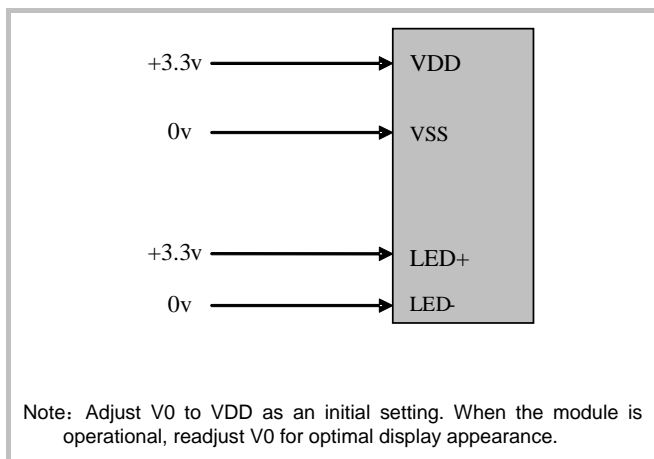 +3.3v VDD
0v VSS
+3.3v LED+
0v LED-
Note: Adjust V0 to VDD as an initial setting. When the module is
operational, readjust V0 for optimal display appearance.